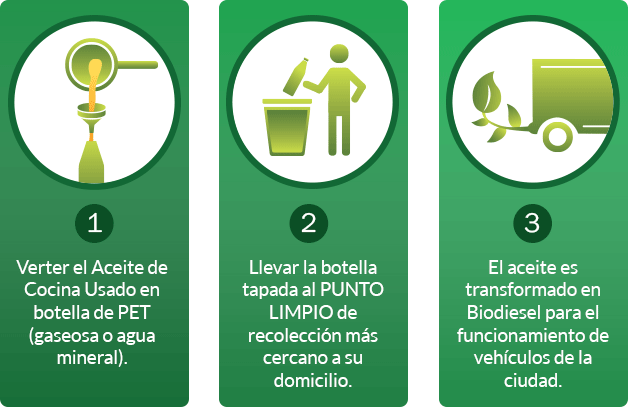 1
Verter el Aceite de
Cocina Usado en
botella de PET
(gaseosa o agua
mineral).
2
Llevar la botella
tapada al PUNTO
LIMPIO de
recolección más
cercano a su
domicilio.
3
El aceite es
transformado en
Biodiesel para el
funcionamiento de
vehículos de la
ciudad.